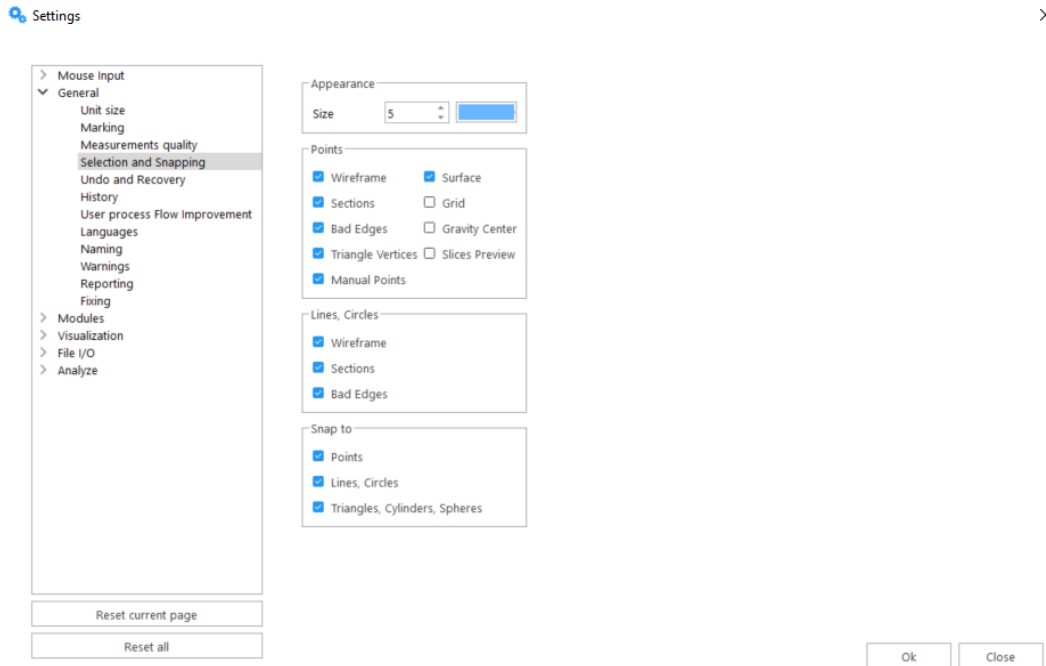 Settings
Mouse Input
General
Unit size
Marking
Measurements quality
Selection and Snapping
Undo and Recovery
History
User process Flow Improvement
Languages
Naming
Warnings
Reporting
Fixing
Modules
Visualization
File I/O
Analyze
Reset current page
Reset all
Appearance
Size 5
Points
Wireframe Surface
Sections Grid
Bad Edges Gravity Center
Triangle Vertices Slices Preview
Manual Points
Lines, Circles
Wireframe
Sections
Bad Edges
Snap to
Points
Lines, Circles
Triangles, Cylinders, Spheres
Ok Close